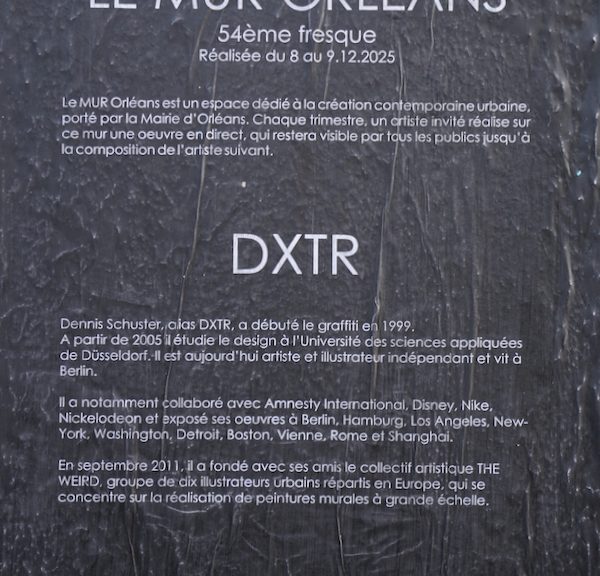 LE MUR ORLÉANS
54ème fresque
Réalisée du 8 au 9.12.2025
Le MUR Orléans est un espace dédié à la création contemporaine urbaine,
porté par la Mairie d'Orléans. Chaque trimestre, un artiste invité réalise sur
ce mur une oeuvre en direct, qui restera visible par tous les publics jusqu'à
la composition de l'artiste suivant.
DXTR
Dennis Schuster, alias DXTR, a débuté le graffiti en 1999.
A partir de 2005 il étudie le design à l'Université des sciences appliquées
de Düsseldorf. Il est aujourd'hui artiste et illustrateur indépendant et vit à
Berlin.
Il a notamment collaboré avec Amnesty International, Disney, Nike,
Nickelodeon et exposé ses oeuvres à Berlin, Hamburg, Los Angeles, New-
York, Washington, Detroit, Boston, Vienne, Rome et Shanghai.
En septembre 2011, il a fondé avec ses amis le collectif artistique THE
WEIRD, groupe de dix illustrateurs urbains répartis en Europe, qui se
concentre sur la réalisation de peintures murales à grande échelle.